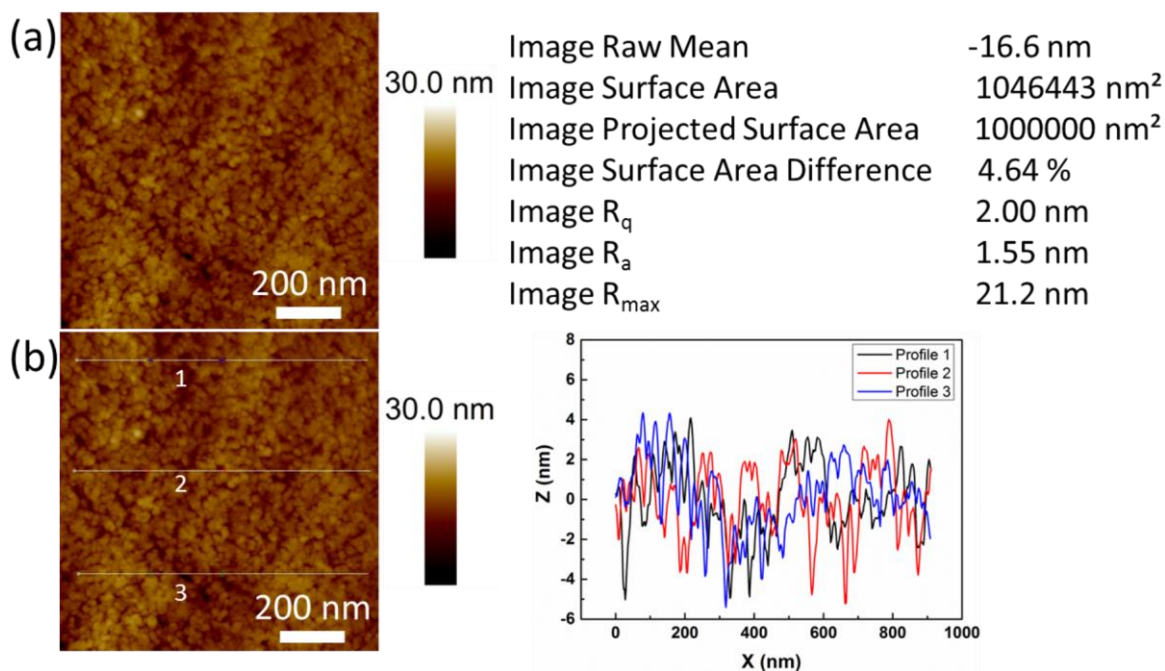 (a)
30.0 nm
200 nm
Image Raw Mean -16.6 nm
Image Surface Area 1046443 nm²
Image Projected Surface Area 1000000 nm²
Image Surface Area Difference 4.64 %
Image Rq 2.00 nm
Image Ra 1.55 nm
Image Rmax 21.2 nm
(b)
1
2
3
200 nm
30.0 nm
Profile 1
Profile 2
Profile 3
Z (nm)
8
6
4
2
0
-2
-4
-6
0 200 400 600 800 1000
X (nm)